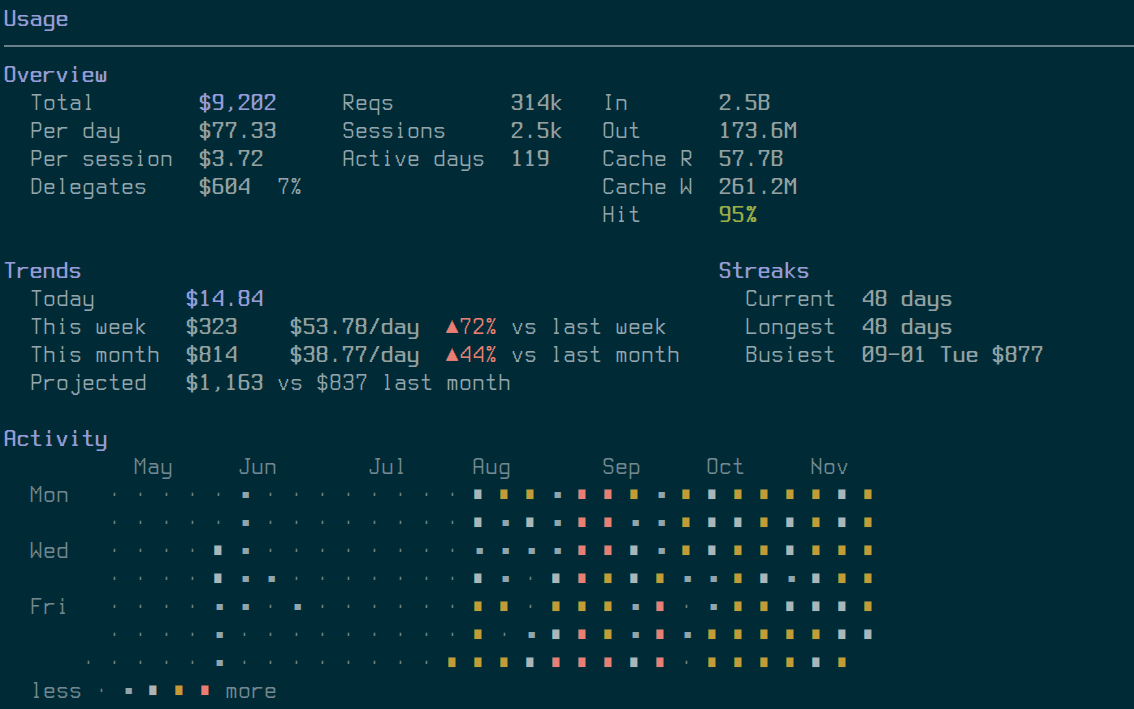 Usage
Overview
Total $9,202 Reqs 314k In 2.5B
Per day $77.33 Sessions 2.5k Out 173.6M
Per session $3.72 Active days 119 Cache R 57.7B
Delegates $604 7% Cache W 261.2M
Hit 95%
Trends Streaks
Today $14.84 Current 48 days
This week $323 $53.78/day ▲72% vs last week Longest 48 days
This month $814 $38.77/day ▲44% vs last month Busiest 09-01 Tue $877
Projected $1,163 vs $837 last month
Activity
May Jun Jul Aug Sep Oct Nov
Mon
Wed
Fri
less more